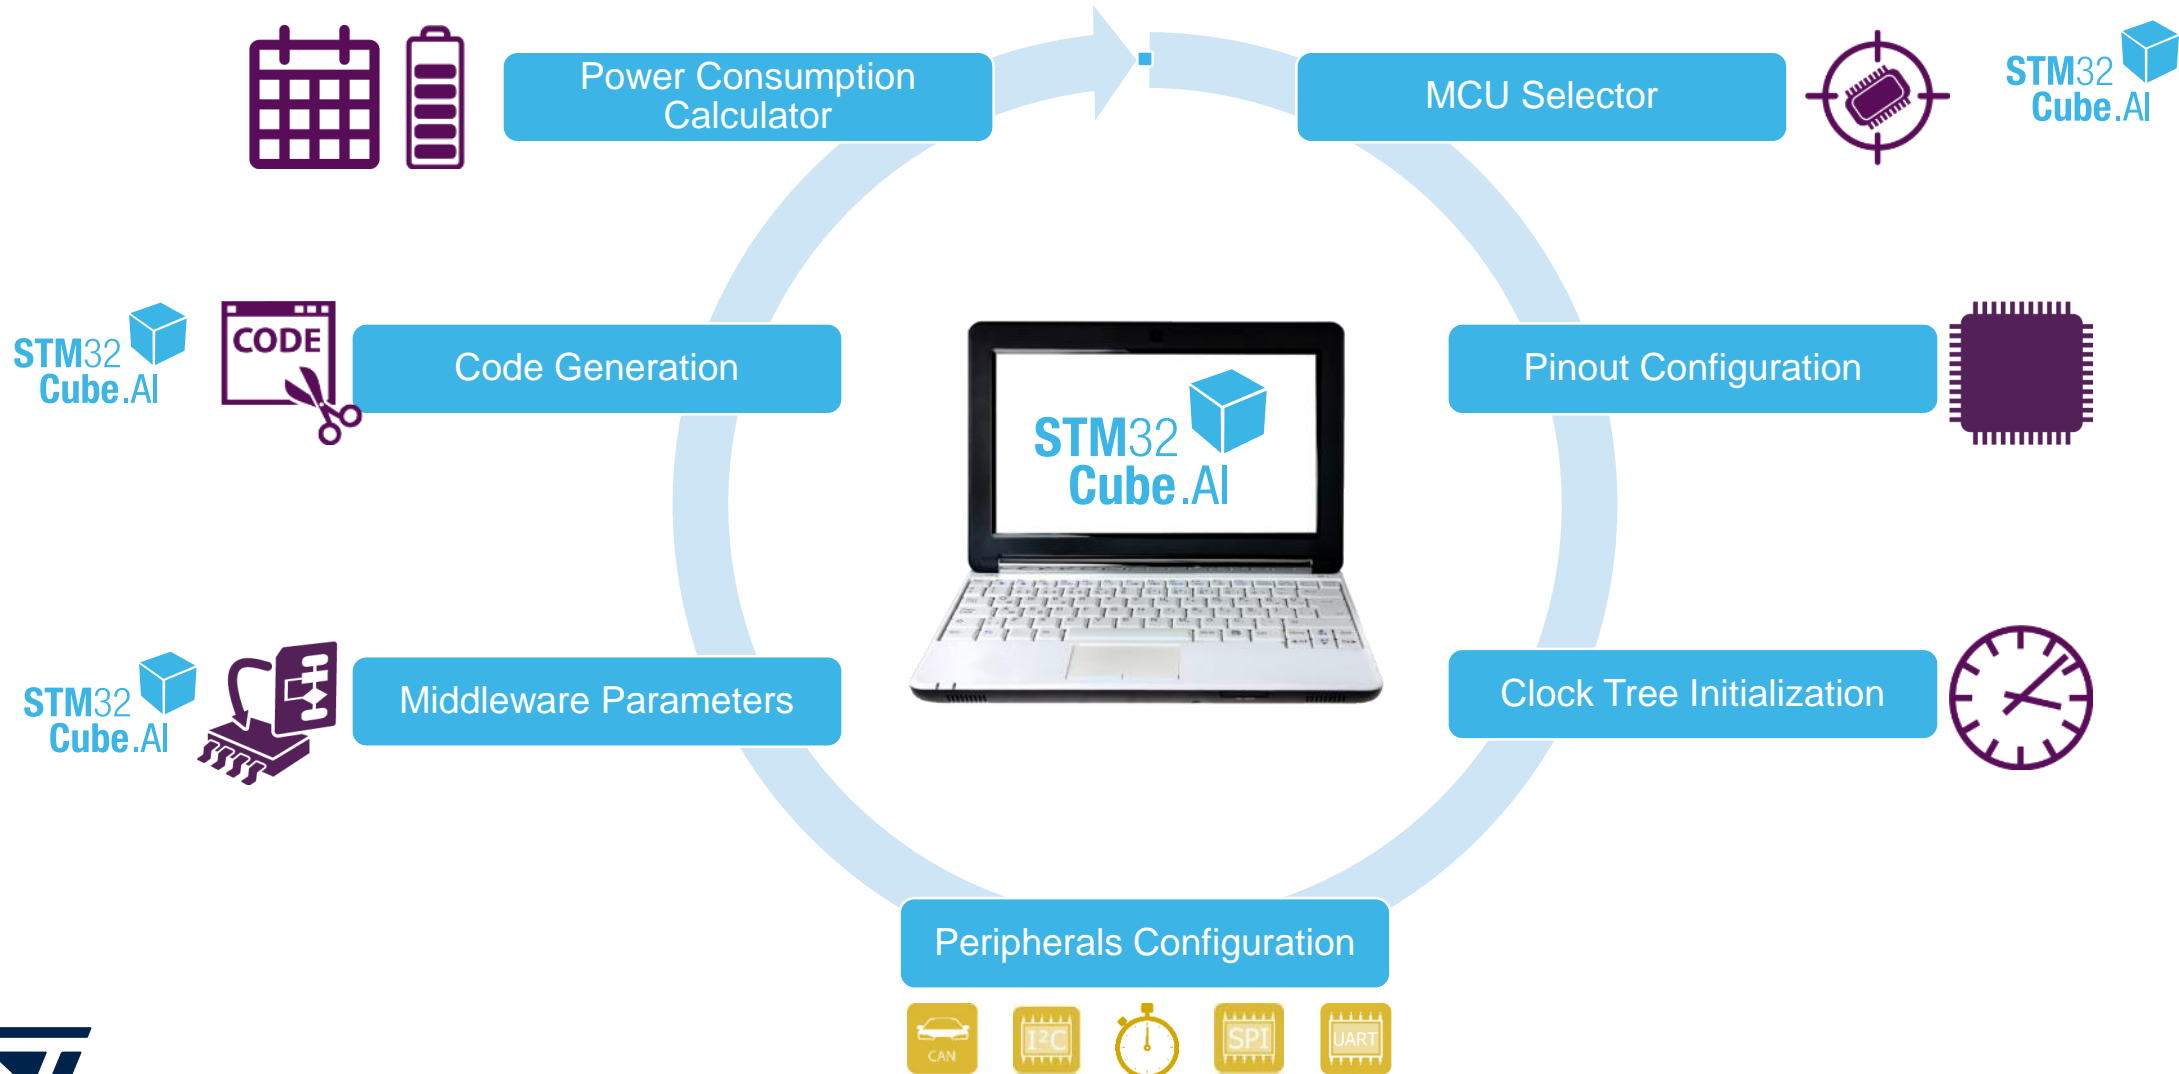 Power Consumption
Calculator
MCU Selector
STM32
Cube.AI
STM32
Cube.AI
CODE
Code Generation
STM32
Cube.AI
Pinout Configuration
STM32
Cube.AI
Middleware Parameters
Clock Tree Initialization
Peripherals Configuration
CAN
I²C
SPI
UART